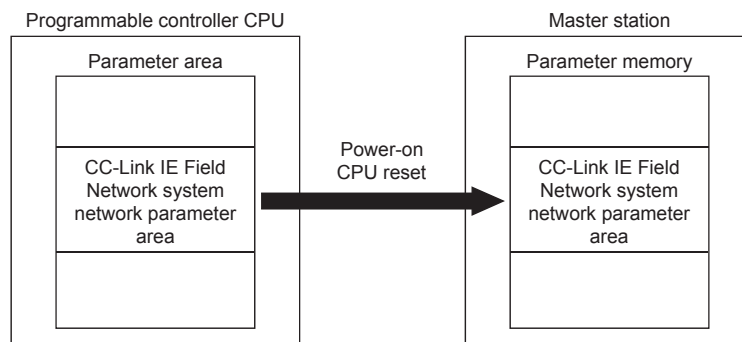 Programmable controller CPU
Parameter area
CC-Link IE Field
Network system
network parameter
area
Power-on
CPU reset
Master station
Parameter memory
CC-Link IE Field
Network system
network parameter
area